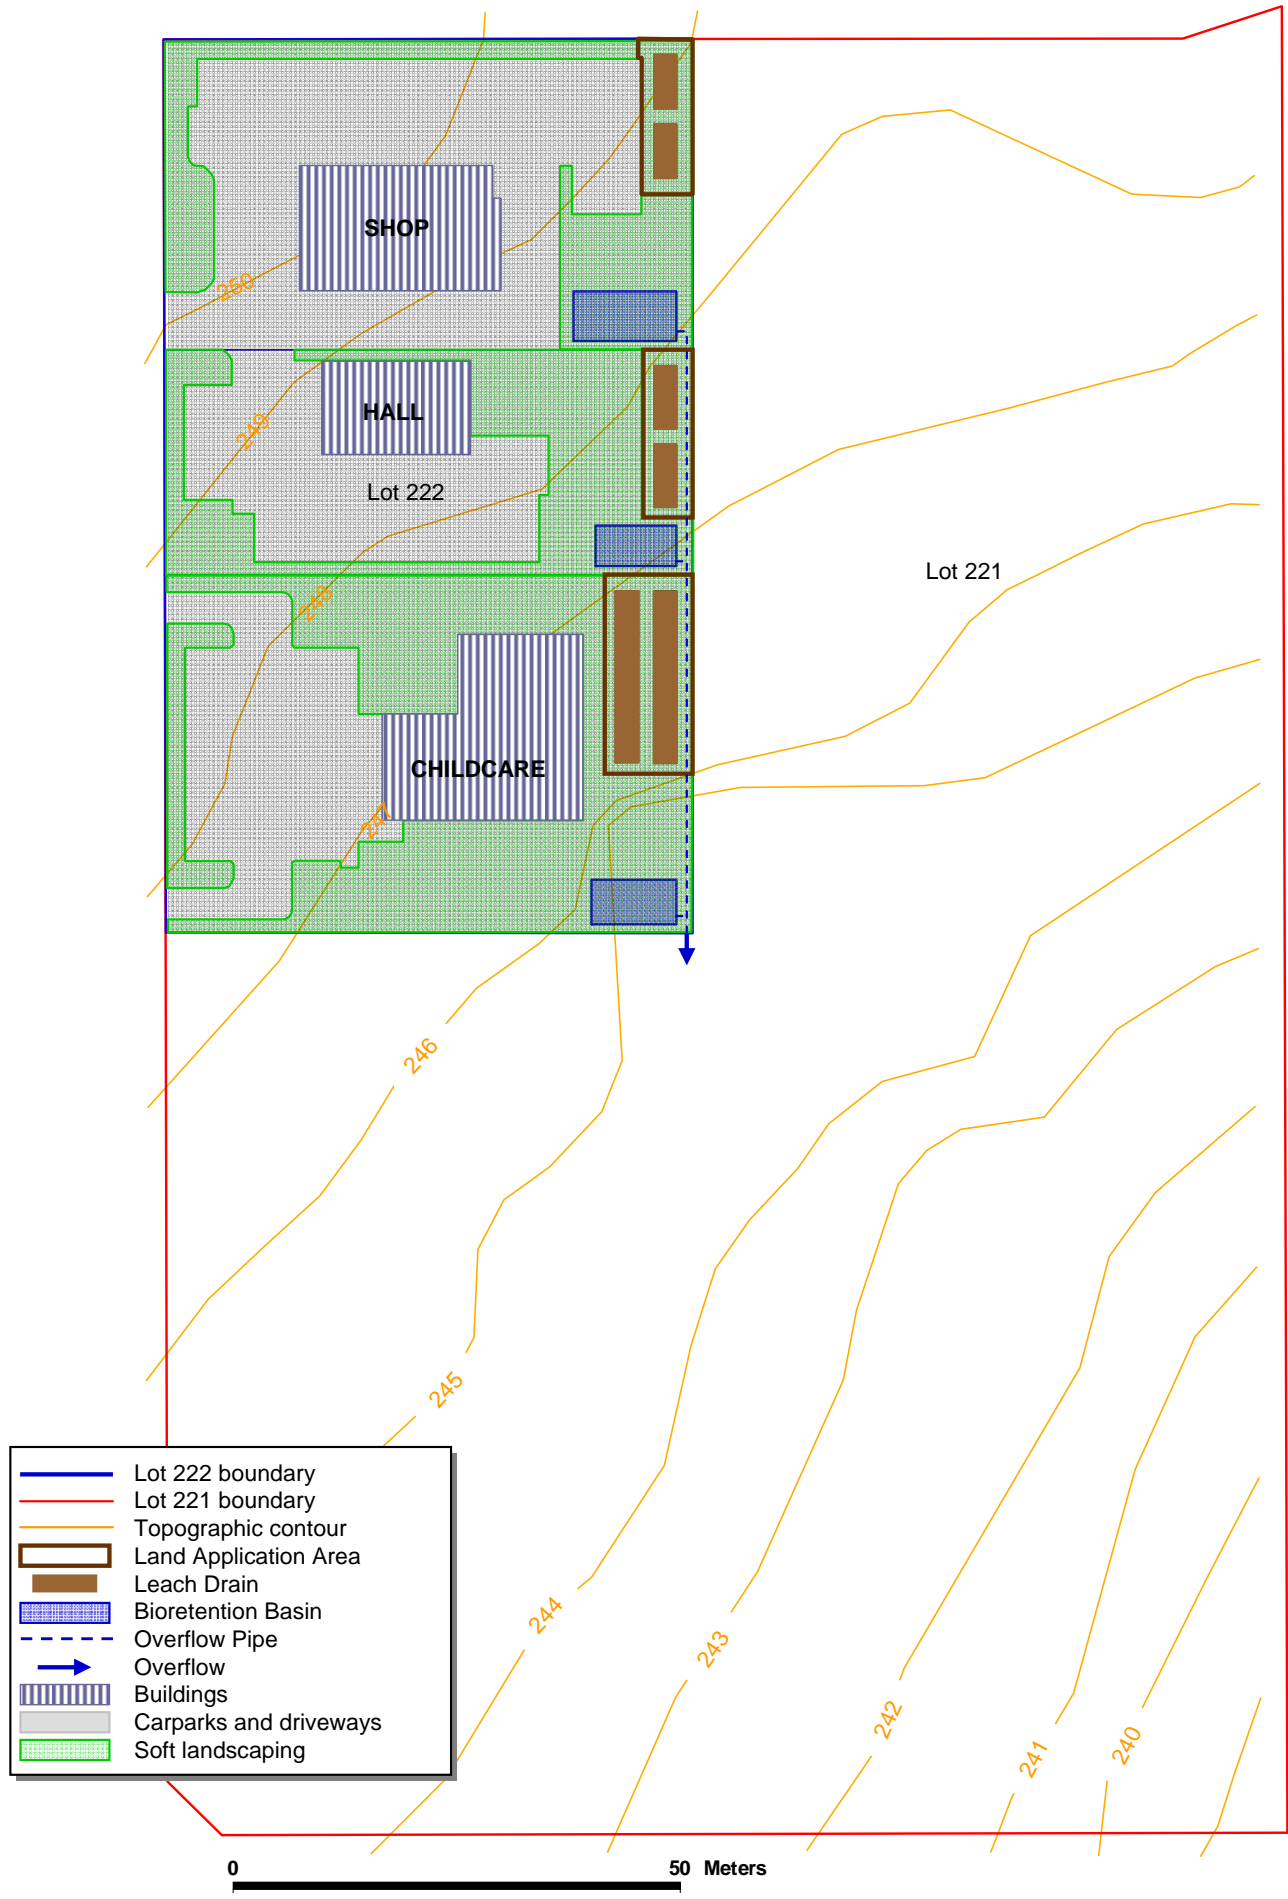 SHOP
250
HALL
249
Lot 222
Lot 221
248
CHILDCARE
247
246
245
Lot 222 boundary
Lot 221 boundary
Topographic contour
Land Application Area
Leach Drain
Bioretention Basin
Overflow Pipe
Overflow
Buildings
Carparks and driveways
Soft landscaping
244
243
242
241
240
0 50 Meters